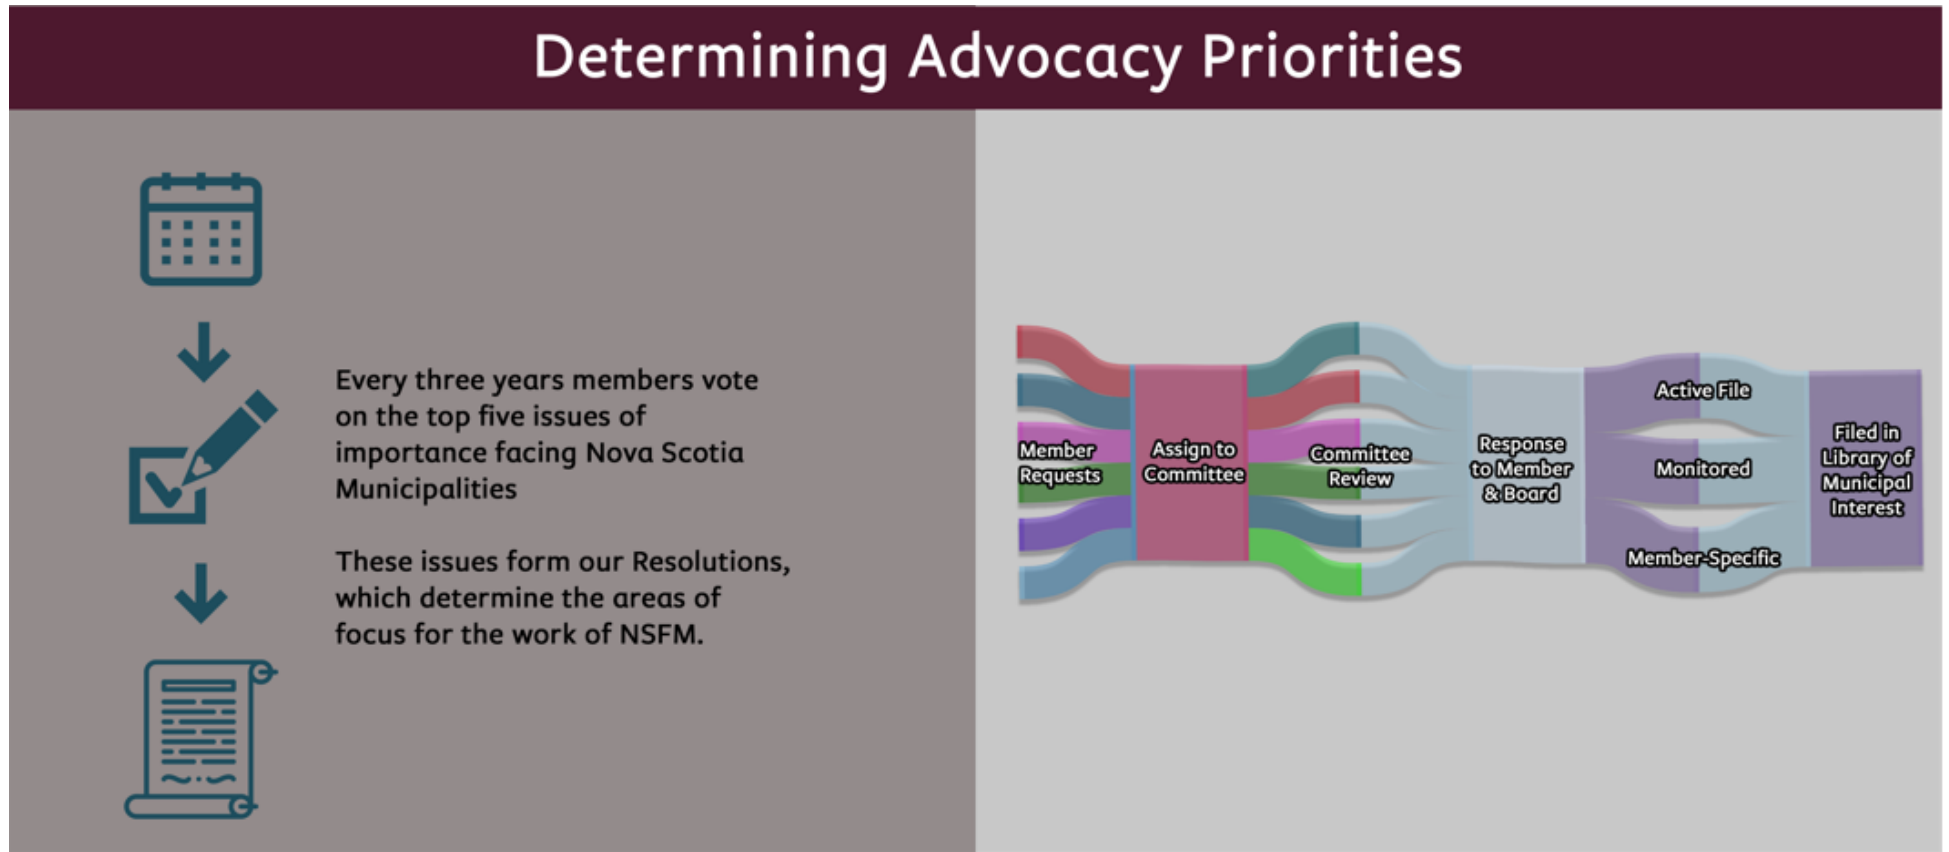 Determining Advocacy Priorities
Every three years members vote
on the top five issues of
importance facing Nova Scotia
Municipalities
These issues form our Resolutions,
which determine the areas of
focus for the work of NSFM.
Member
Requests
Assign to
Committee
Committee
Review
Response
to Member
& Board
Active File
Monitored
Member-Specific
Filed in
Library of
Municipal
Interest